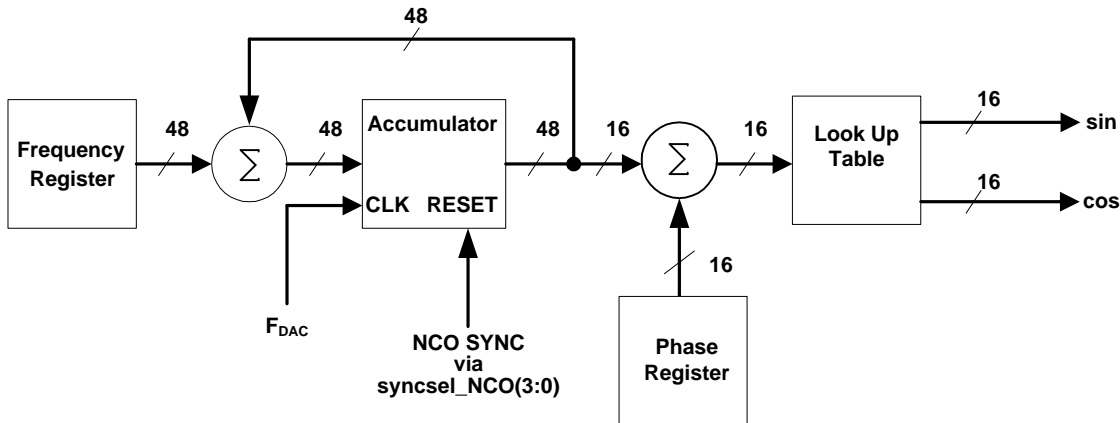 48
Frequency
Register
48
Σ
48
Accumulator
CLK RESET
48
16
Σ
16
Look Up
Table
16
sin
16
cos
16
F_DAC
NCO SYNC
via
syncsel_NCO(3:0)
Phase
Register